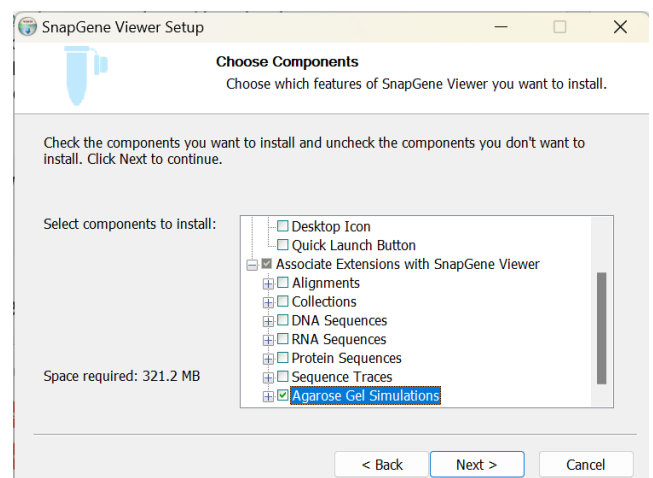 SnapGene Viewer Setup
Choose Components
Choose which features of SnapGene Viewer you want to install.
Check the components you want to install and uncheck the components you don't want to
install. Click Next to continue.
Select components to install:
Desktop Icon
Quick Launch Button
Associate Extensions with SnapGene Viewer
Alignments
Collections
DNA Sequences
RNA Sequences
Protein Sequences
Sequence Traces
Agarose Gel Simulations
Space required: 321.2 MB
< Back Next > Cancel